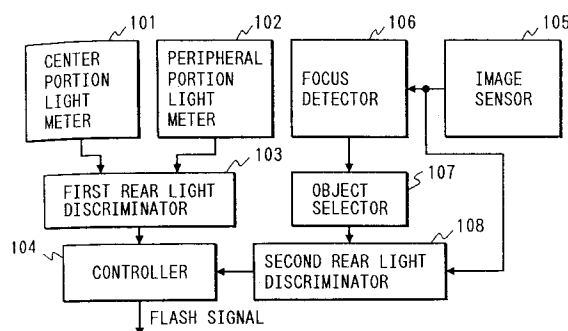 101
102
106
105
CENTER
PORTION
LIGHT
METER
PERIPHERAL
PORTION
LIGHT
METER
FOCUS
DETECTOR
IMAGE
SENSOR
103
FIRST REAR LIGHT
DISCRIMINATOR
107
OBJECT
SELECTOR
104
CONTROLLER
108
SECOND REAR LIGHT
DISCRIMINATOR
FLASH SIGNAL